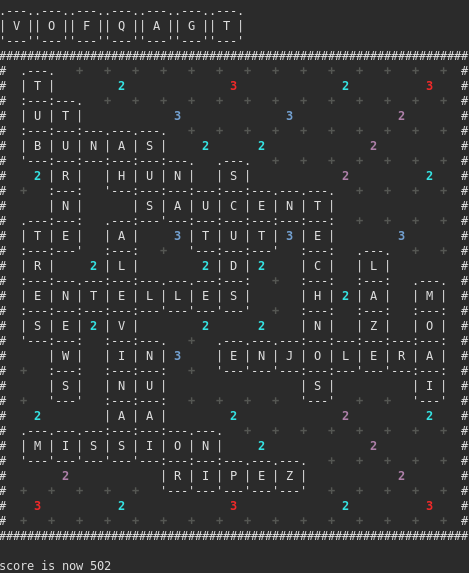 V O F Q A G T
T 2 3 2 3
U T 3 3 2
B U N A S 2 2 2
2 R H U N S 2 2
N S A U C E N T
T E A 3 T U T 3 E 3
R 2 L 2 D 2 C L
E N T E L L E S H 2 A M
S E 2 V 2 2 N Z O
W I N 3 E N J O L E R A
S N U S I
2 A A 2 2 2
M I S S I O N 2 2
2 R I P E Z 2
3 2 3 2 3
score is now 502